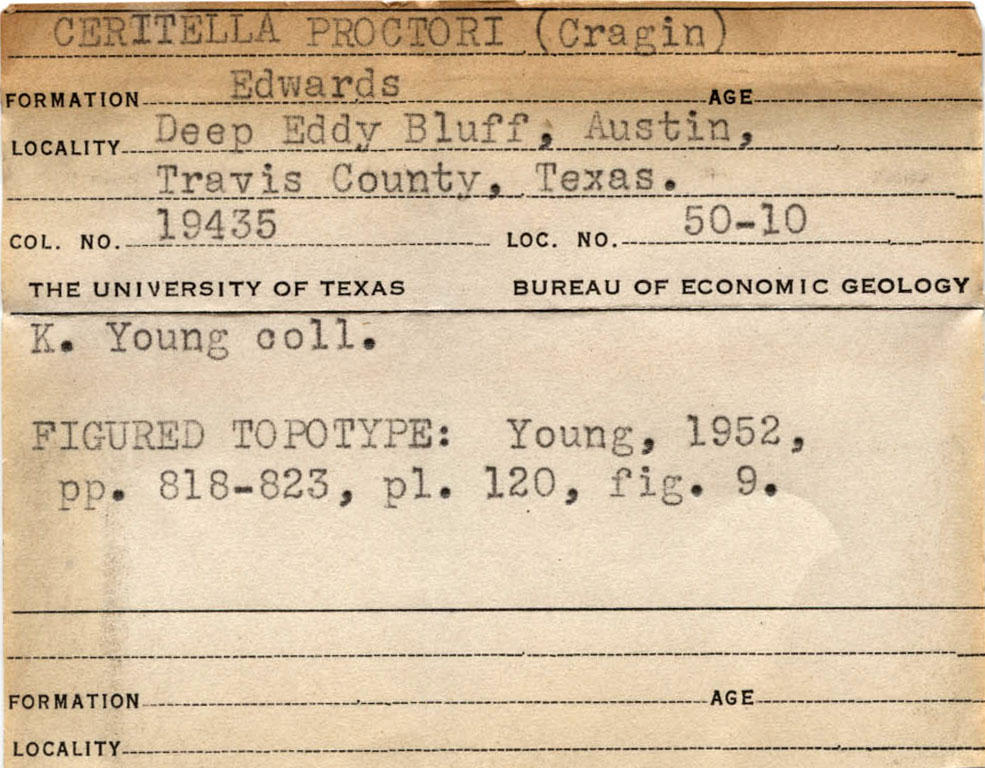 CERITELLA PROCTORI (Cragin)
FORMATION Edwards AGE
LOCALITY Deep Eddy Bluff, Austin,
Travis County, Texas.
COL. NO. 19435 LOC. NO. 50-10
THE UNIVERSITY OF TEXAS BUREAU OF ECONOMIC GEOLOGY
K. Young coll.
FIGURED TOPOTYPE: Young, 1952,
pp. 818-823, pl. 120, fig. 9.
FORMATION AGE
LOCALITY